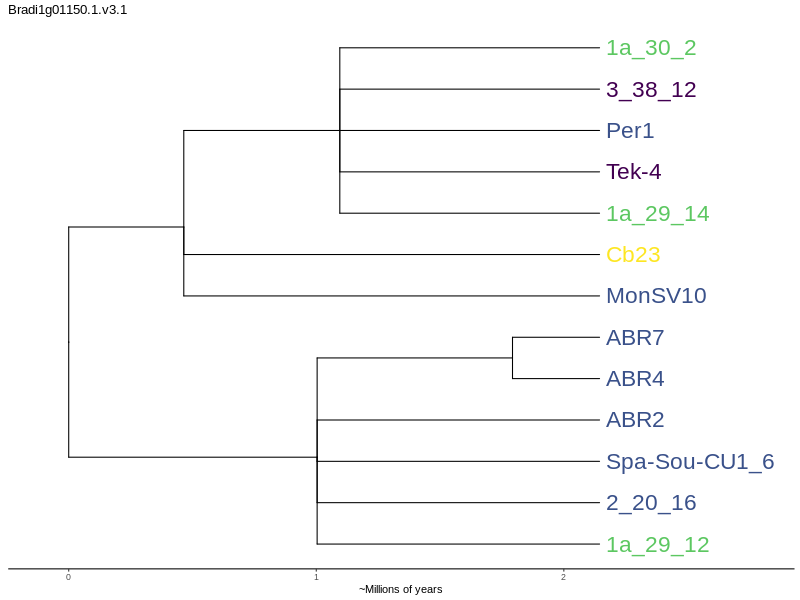 Bradi1g01150.1.v3.1
1a_30_2
3_38_12
Per1
Tek-4
1a_29_14
Cb23
MonSV10
ABR7
ABR4
ABR2
Spa-Sou-CU1_6
2_20_16
1a_29_12
0 1 2
~Millions of years